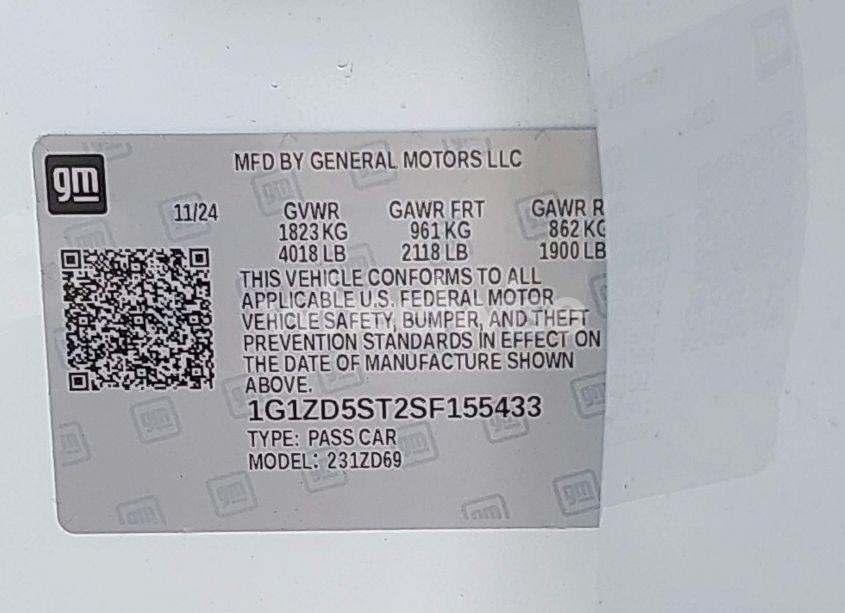 gm
MFD BY GENERAL MOTORS LLC
11/24 GVWR GAWR FRT GAWR R
1823 KG 961 KG 862 KG
4018 LB 2118 LB 1900 LB
THIS VEHICLE CONFORMS TO ALL
APPLICABLE U.S. FEDERAL MOTOR
VEHICLE SAFETY, BUMPER, AND THEFT
PREVENTION STANDARDS IN EFFECT ON
THE DATE OF MANUFACTURE SHOWN
ABOVE.
1G1ZD5ST2SF155433
TYPE: PASS CAR
MODEL: 231ZD69